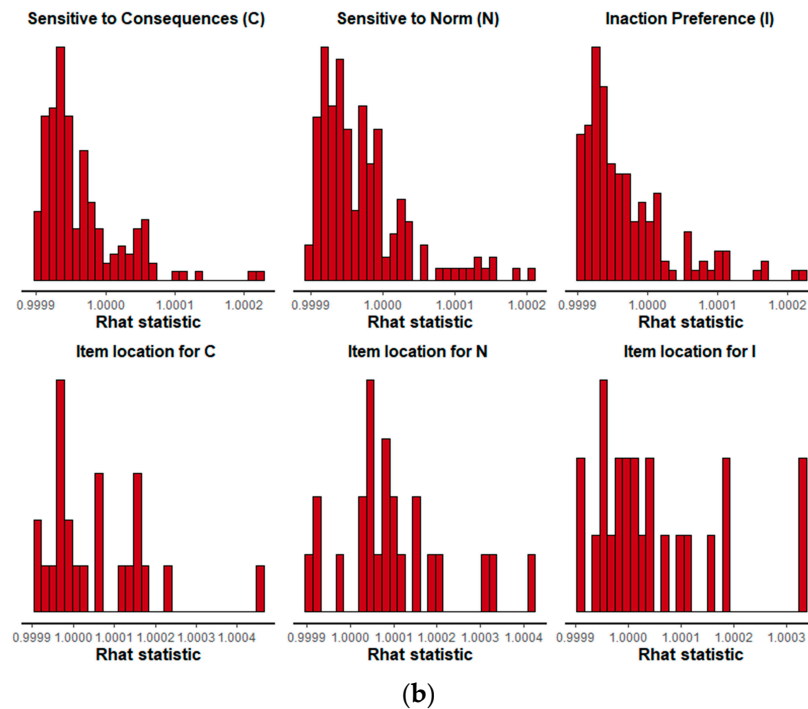 Sensitive to Consequences (C) Sensitive to Norm (N) Inaction Preference (I)
0.9999 1.0000 1.0001 1.0002 0.9999 1.0000 1.0001 1.0002 0.9999 1.0000 1.0001 1.0002
Rhat statistic Rhat statistic Rhat statistic
Item location for C Item location for N Item location for I
0.9999 1.0000 1.0001 1.0002 1.0003 1.0004 0.9999 1.0000 1.0001 1.0002 1.0003 1.0004 0.9999 1.0000 1.0001 1.0002 1.0003
Rhat statistic Rhat statistic Rhat statistic
(b)